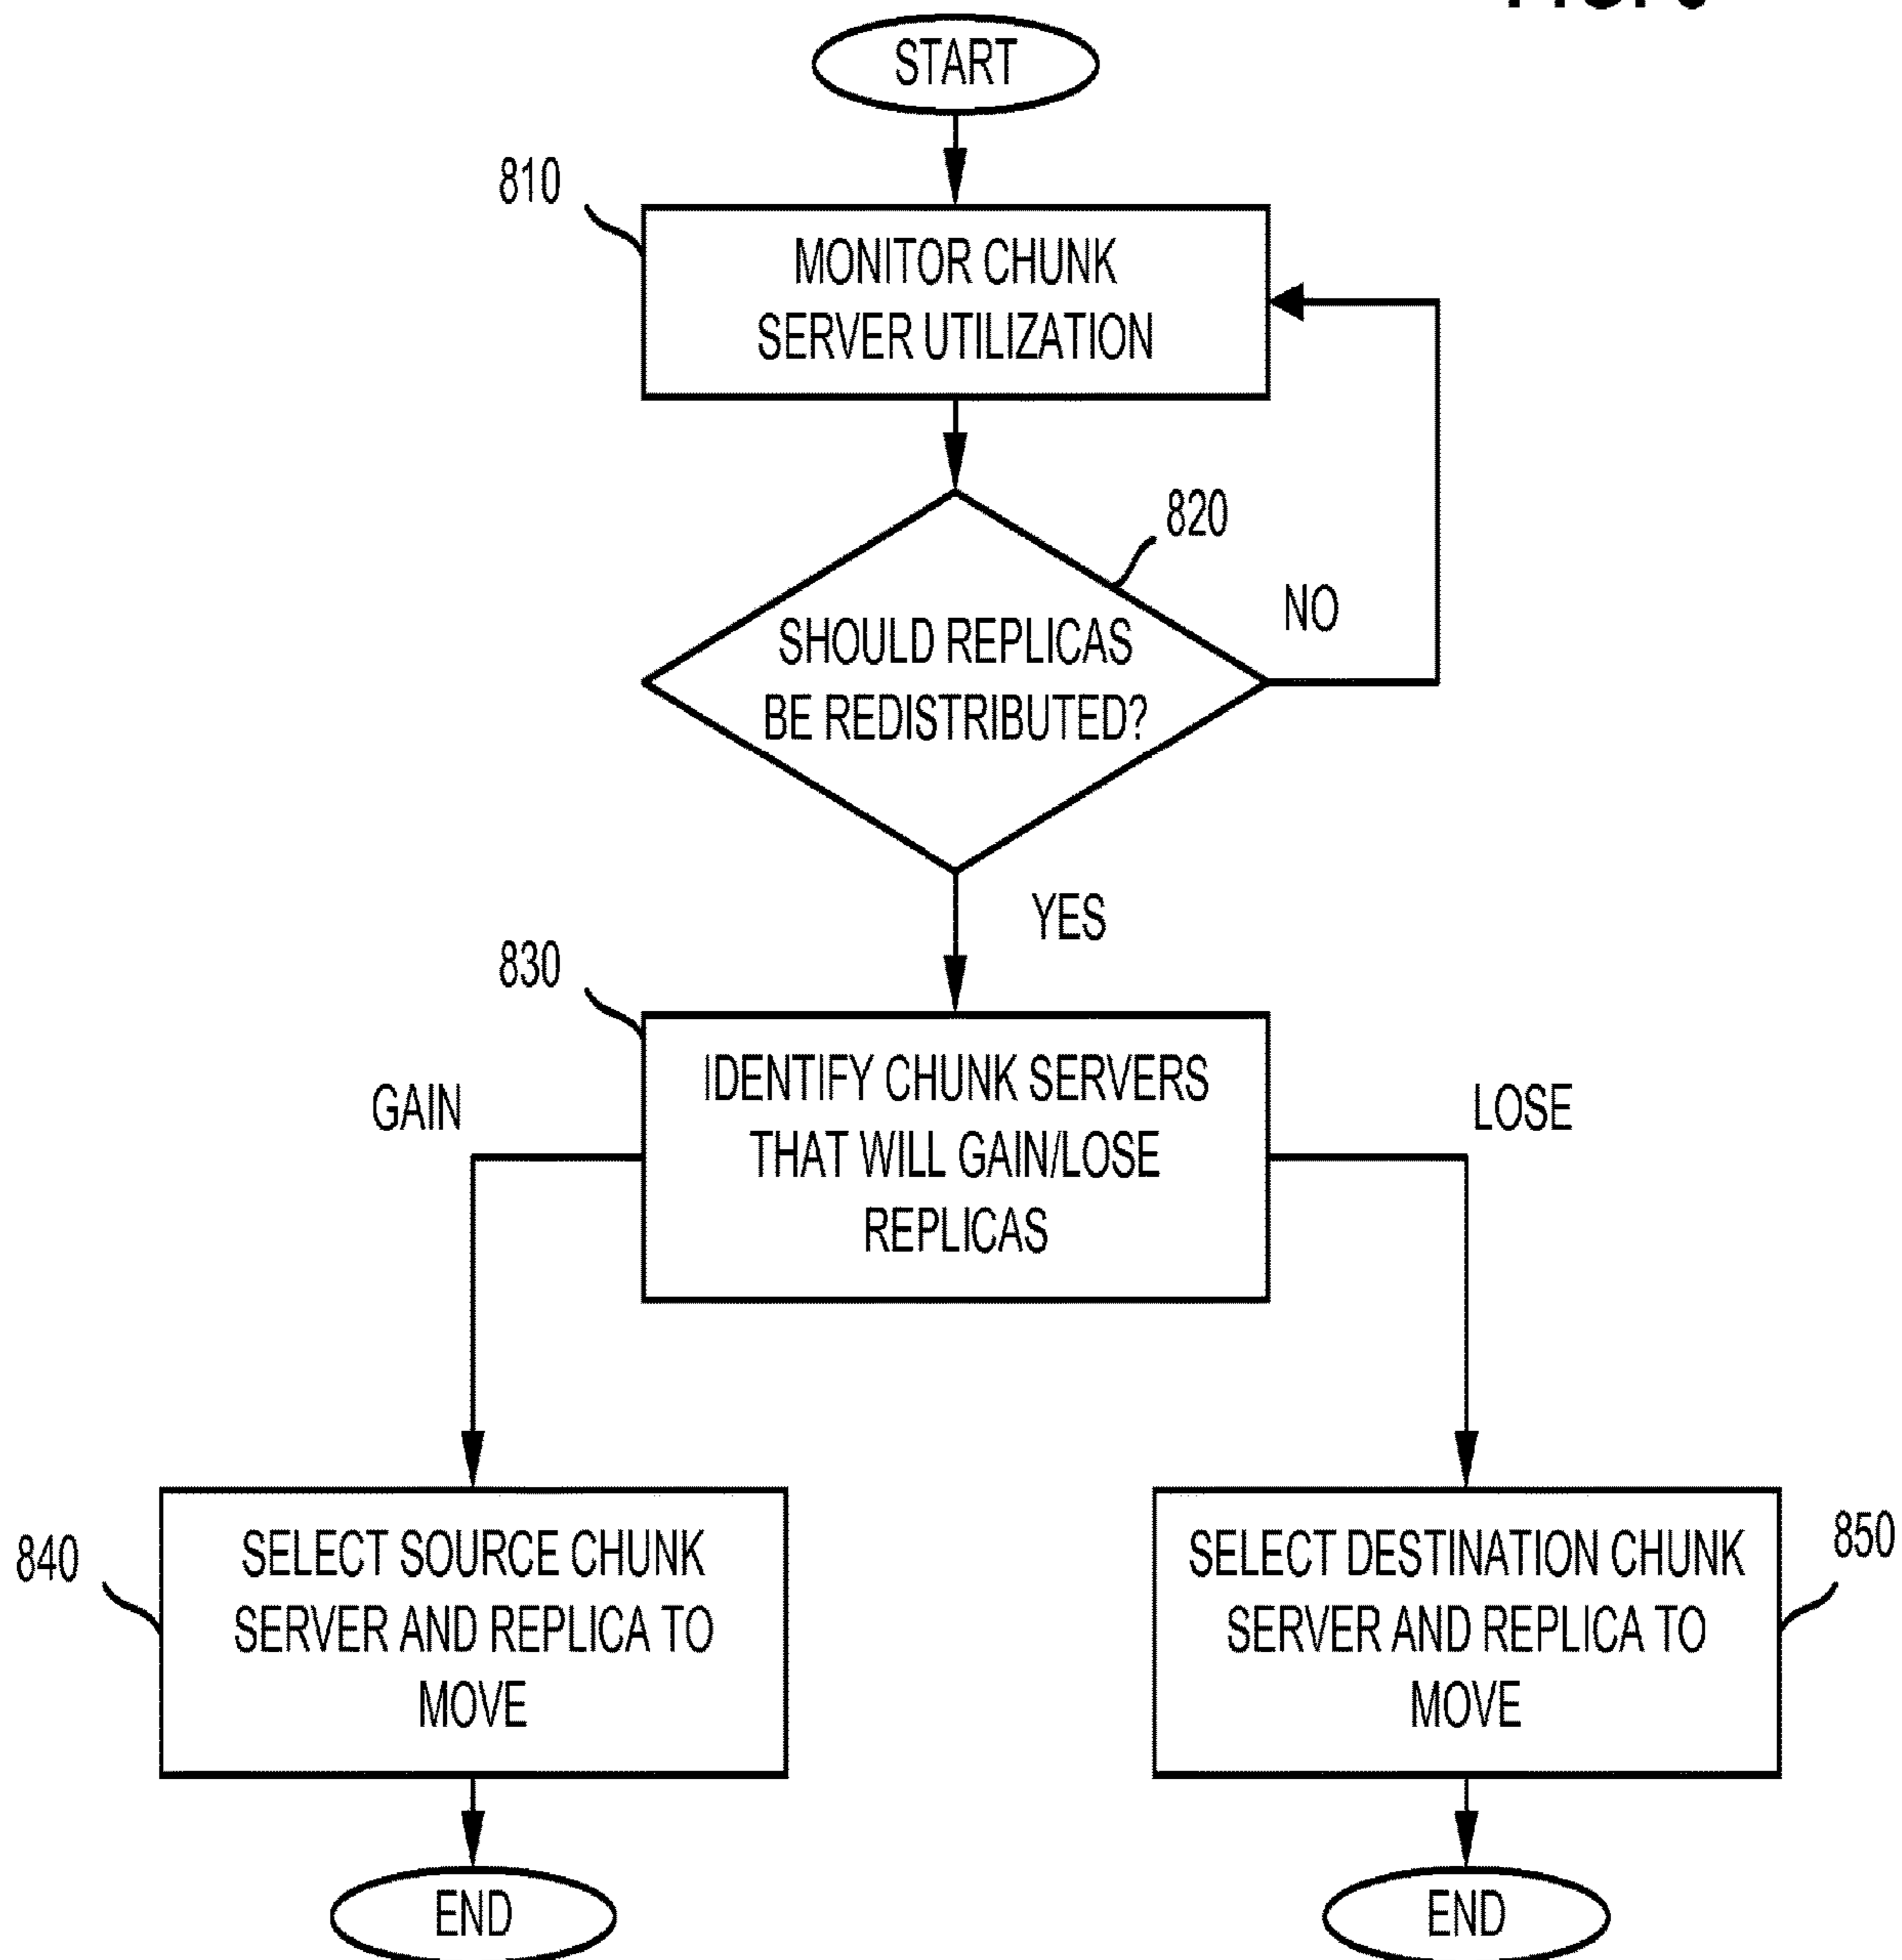 START
810
MONITOR CHUNK
SERVER UTILIZATION
820
NO
SHOULD REPLICAS
BE REDISTRIBUTED?
YES
830
IDENTIFY CHUNK SERVERS
THAT WILL GAIN/LOSE
REPLICAS
GAIN
LOSE
840
SELECT SOURCE CHUNK
SERVER AND REPLICA TO
MOVE
850
SELECT DESTINATION CHUNK
SERVER AND REPLICA TO
MOVE
END
END